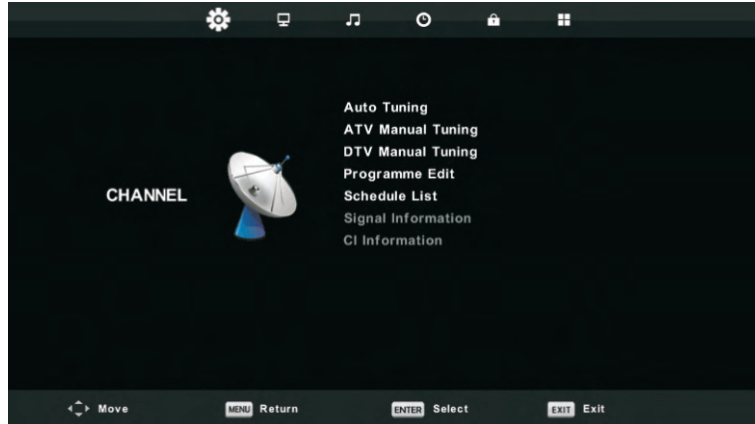 Auto Tuning
ATV Manual Tuning
DTV Manual Tuning
Programme Edit
CHANNEL
Schedule List
Signal Information
CI Information
Move
MENU Return
ENTER Select
EXIT Exit